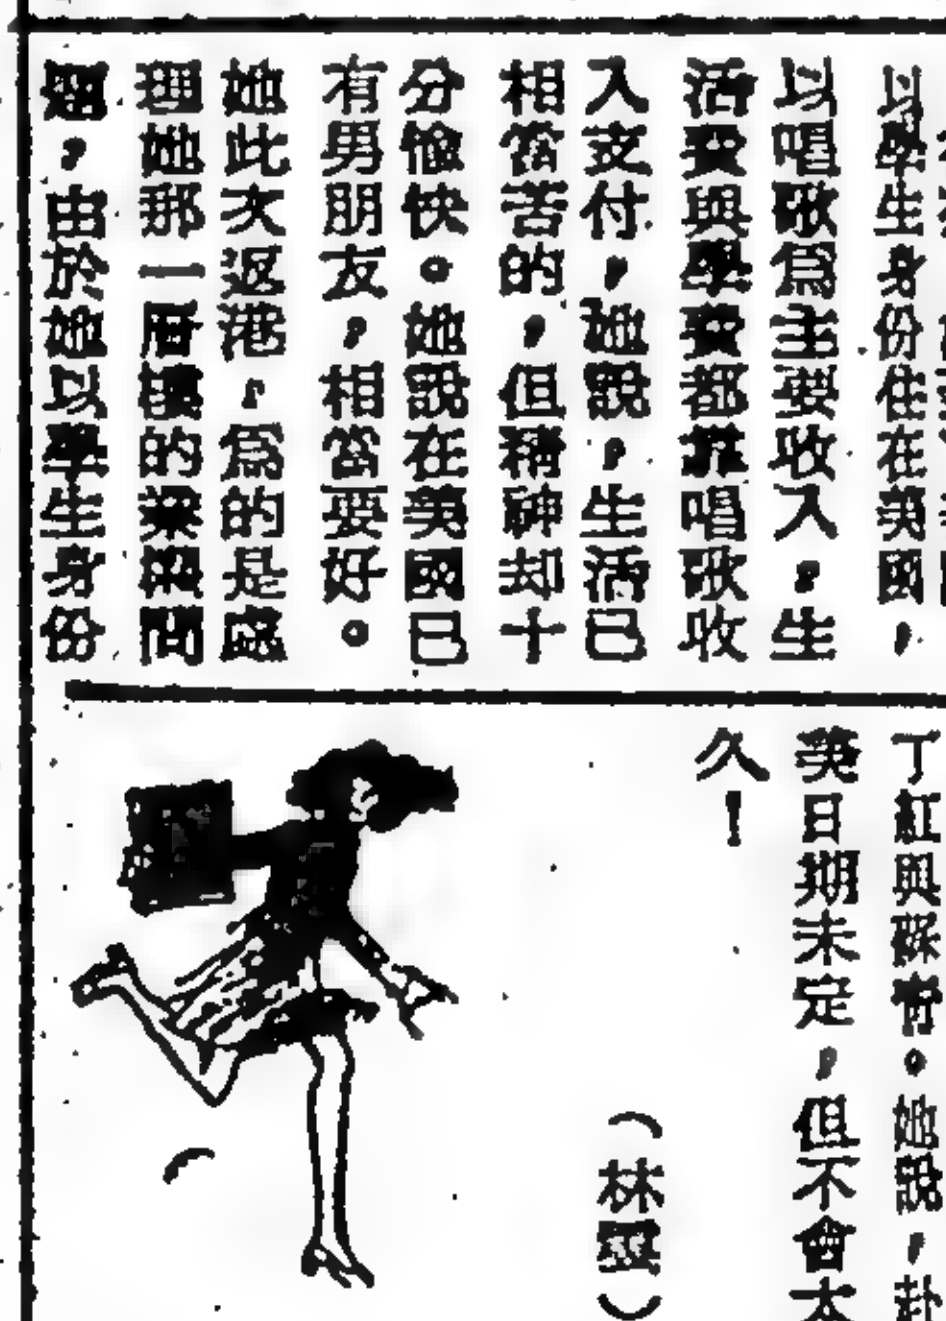 以學生身份住在美國，
以唱歌爲主要收入，生
活費與學費都靠唱歌收
入支付，她說，生活已
相當苦的，但精神却十
分愉快。她說在美國已
有男朋友，相當要好。
她此次返港，爲的是處
理她那一層樓的業權問
題，由於她以學生身份
丁紅與蘇青。她說，赴
美日期未定，但不會太
久！
（林靈）